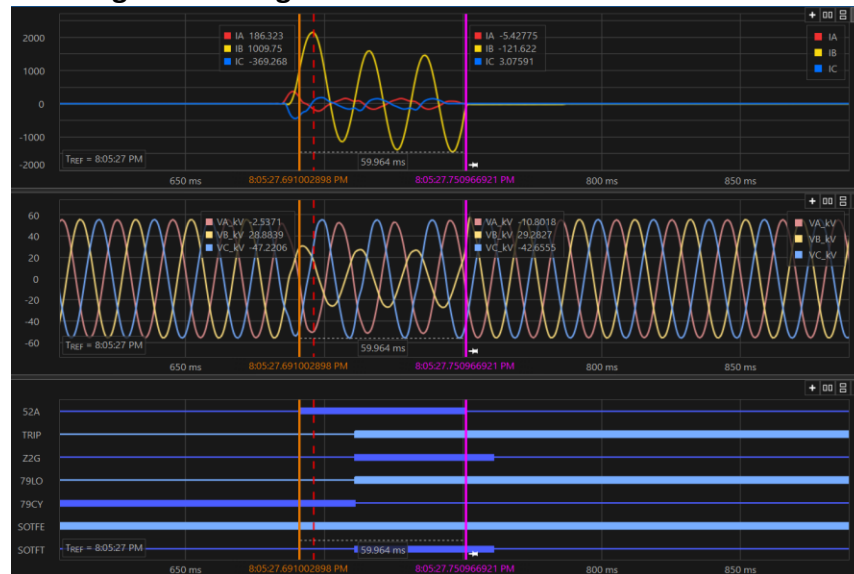 IA 186.323
IB 1009.75
IC -369.268
IA -5.42775
IB -121.622
IC 3.07591
IA
IB
IC
2000
1000
0
-1000
-2000
TREF = 8:05:27 PM
59.964 ms
650 ms
8:05:27.691002898 PM
8:05:27.750966921 PM
800 ms
850 ms
VA_kV -2.5371
VB_kV 28.8839
VC_kV -47.2206
VA_kV -10.8018
VB_kV 29.2827
VC_kV -42.6555
VA_kV
VB_kV
VC_kV
60
40
20
0
-20
-40
-60
TREF = 8:05:27 PM
59.964 ms
650 ms
8:05:27.691002898 PM
8:05:27.750966921 PM
800 ms
850 ms
52A
TRIP
Z2G
79LO
79CY
SOTFE
SOTFT
TREF = 8:05:27 PM
59.964 ms
650 ms
8:05:27.691002898 PM
8:05:27.750966921 PM
800 ms
850 ms